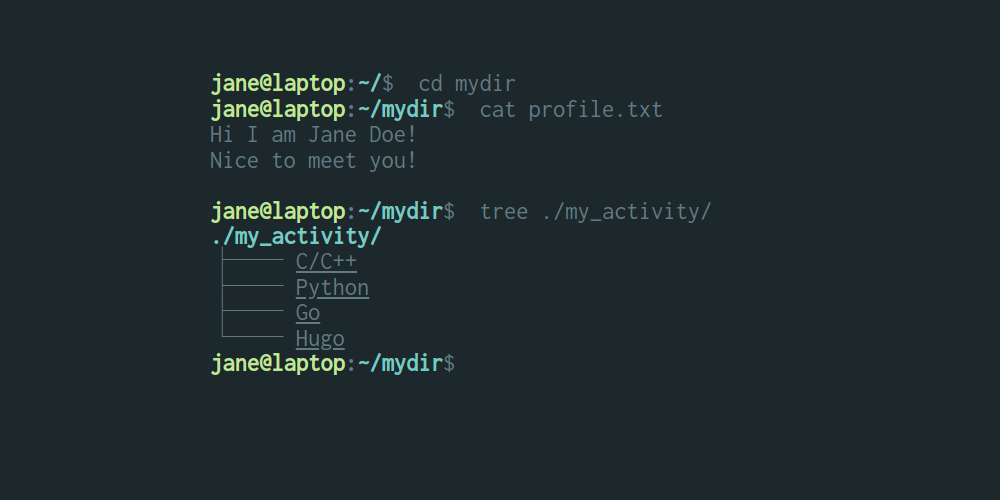 jane@laptop:~/$ cd mydir
jane@laptop:~/mydir$ cat profile.txt
Hi I am Jane Doe!
Nice to meet you!
jane@laptop:~/mydir$ tree ./my_activity/
./my_activity/
C/C++
Python
Go
Hugo
jane@laptop:~/mydir$